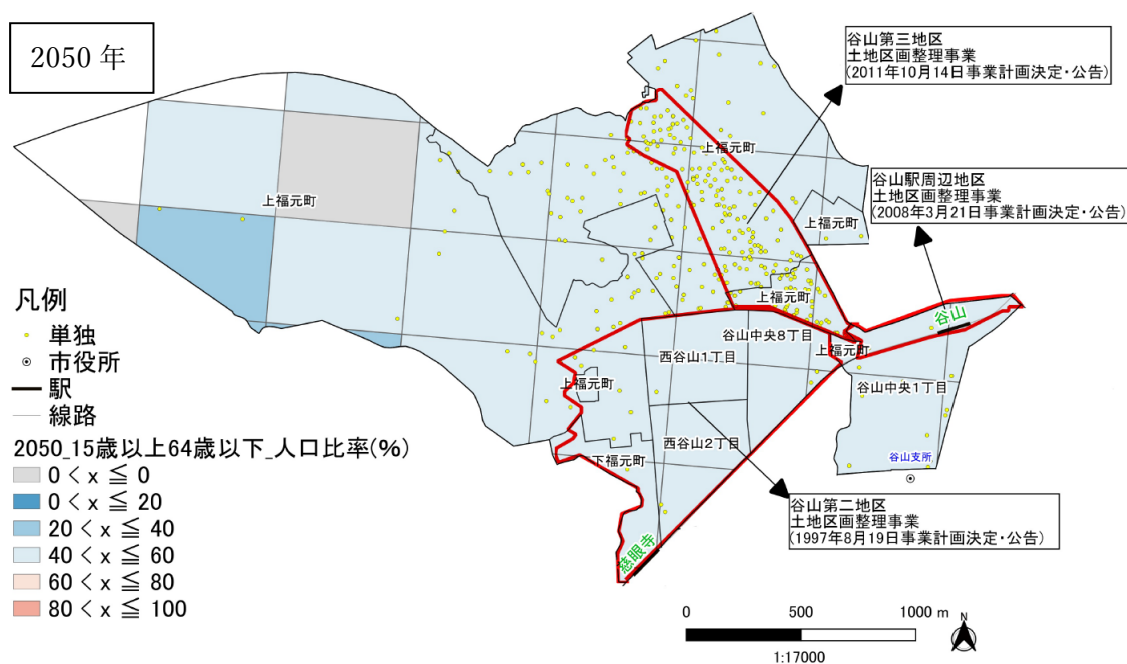 2050年
谷山第三地区
土地区画整理事業
(2011年10月14日事業計画決定・公告)
谷山駅周辺地区
土地区画整理事業
(2008年3月21日事業計画決定・公告)
上福元町
上福元町
上福元町
上福元町
谷山
谷山中央8丁目
上福元町
西谷山1丁目
上福元町
谷山中央1丁目
西谷山2丁目
下福元町
谷山支所
慈眼寺
谷山第二地区
土地区画整理事業
(1997年8月19日事業計画決定・公告)
凡例
単独
市役所
駅
線路
2050_15歳以上64歳以下_人口比率(%)
0 < x ≦ 0
0 < x ≦ 20
20 < x ≦ 40
40 < x ≦ 60
60 < x ≦ 80
80 < x ≦ 100
0 500 1000 m
N
1:17000